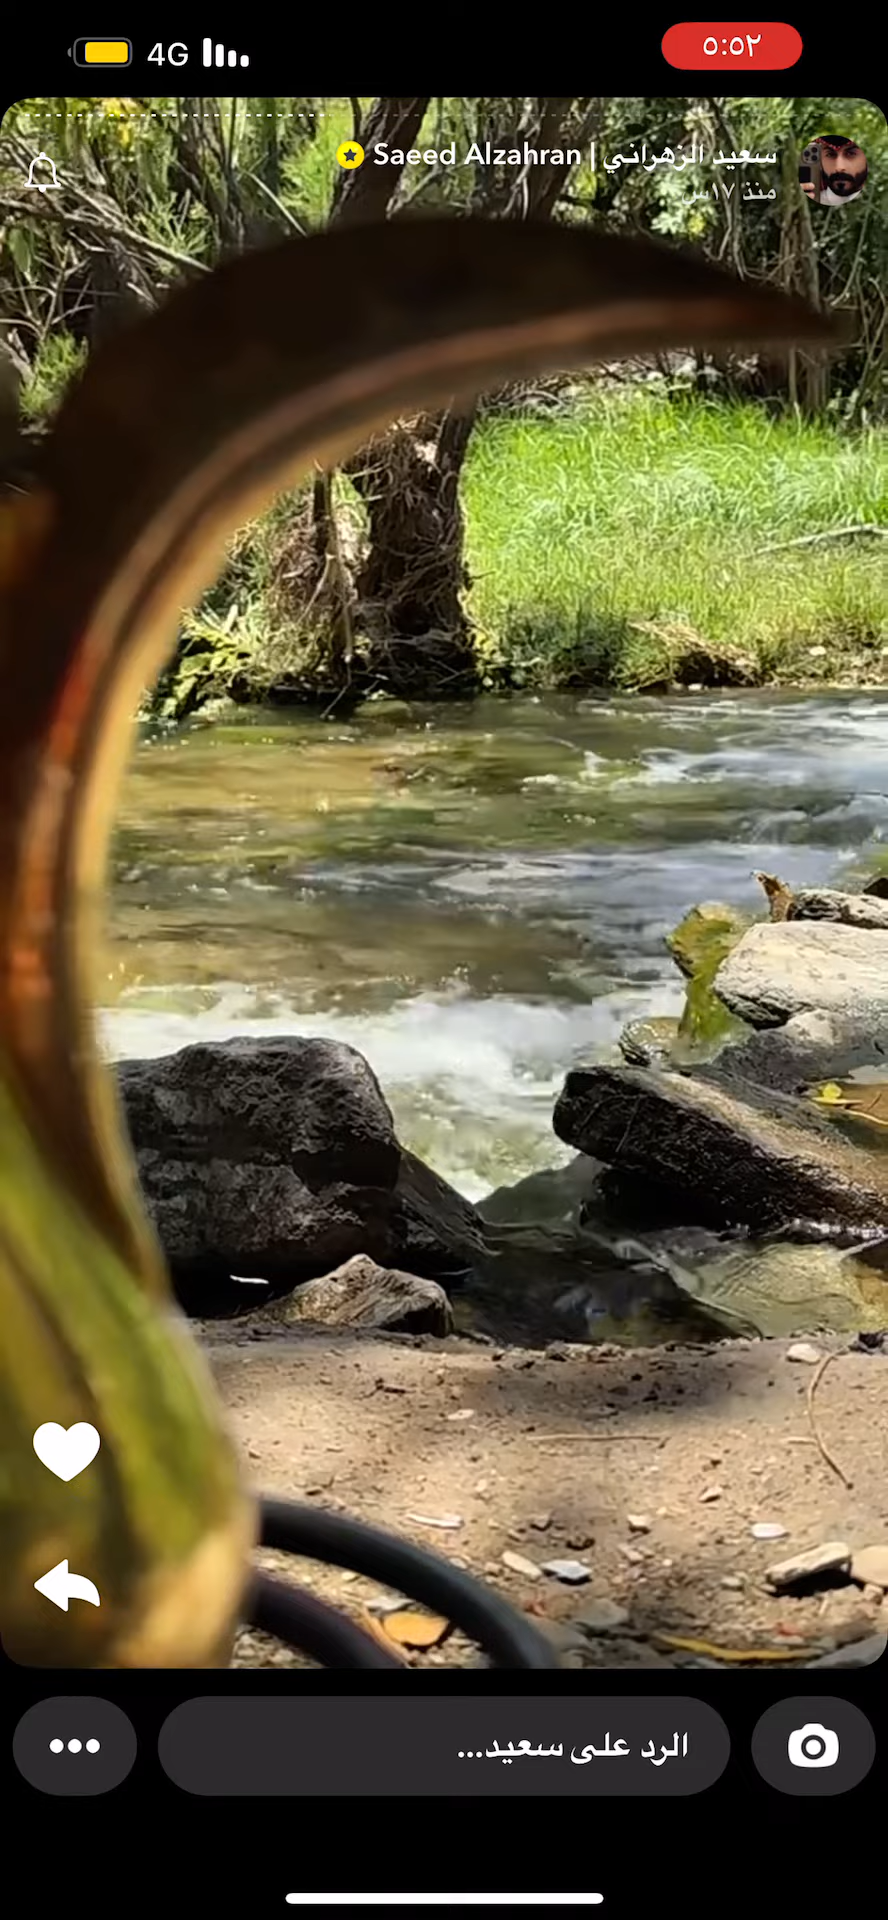 ٥:٥٢
4G
سعيد الزهراني | Saeed Alzahran
منذ ١٧س
الرد على سعيد...